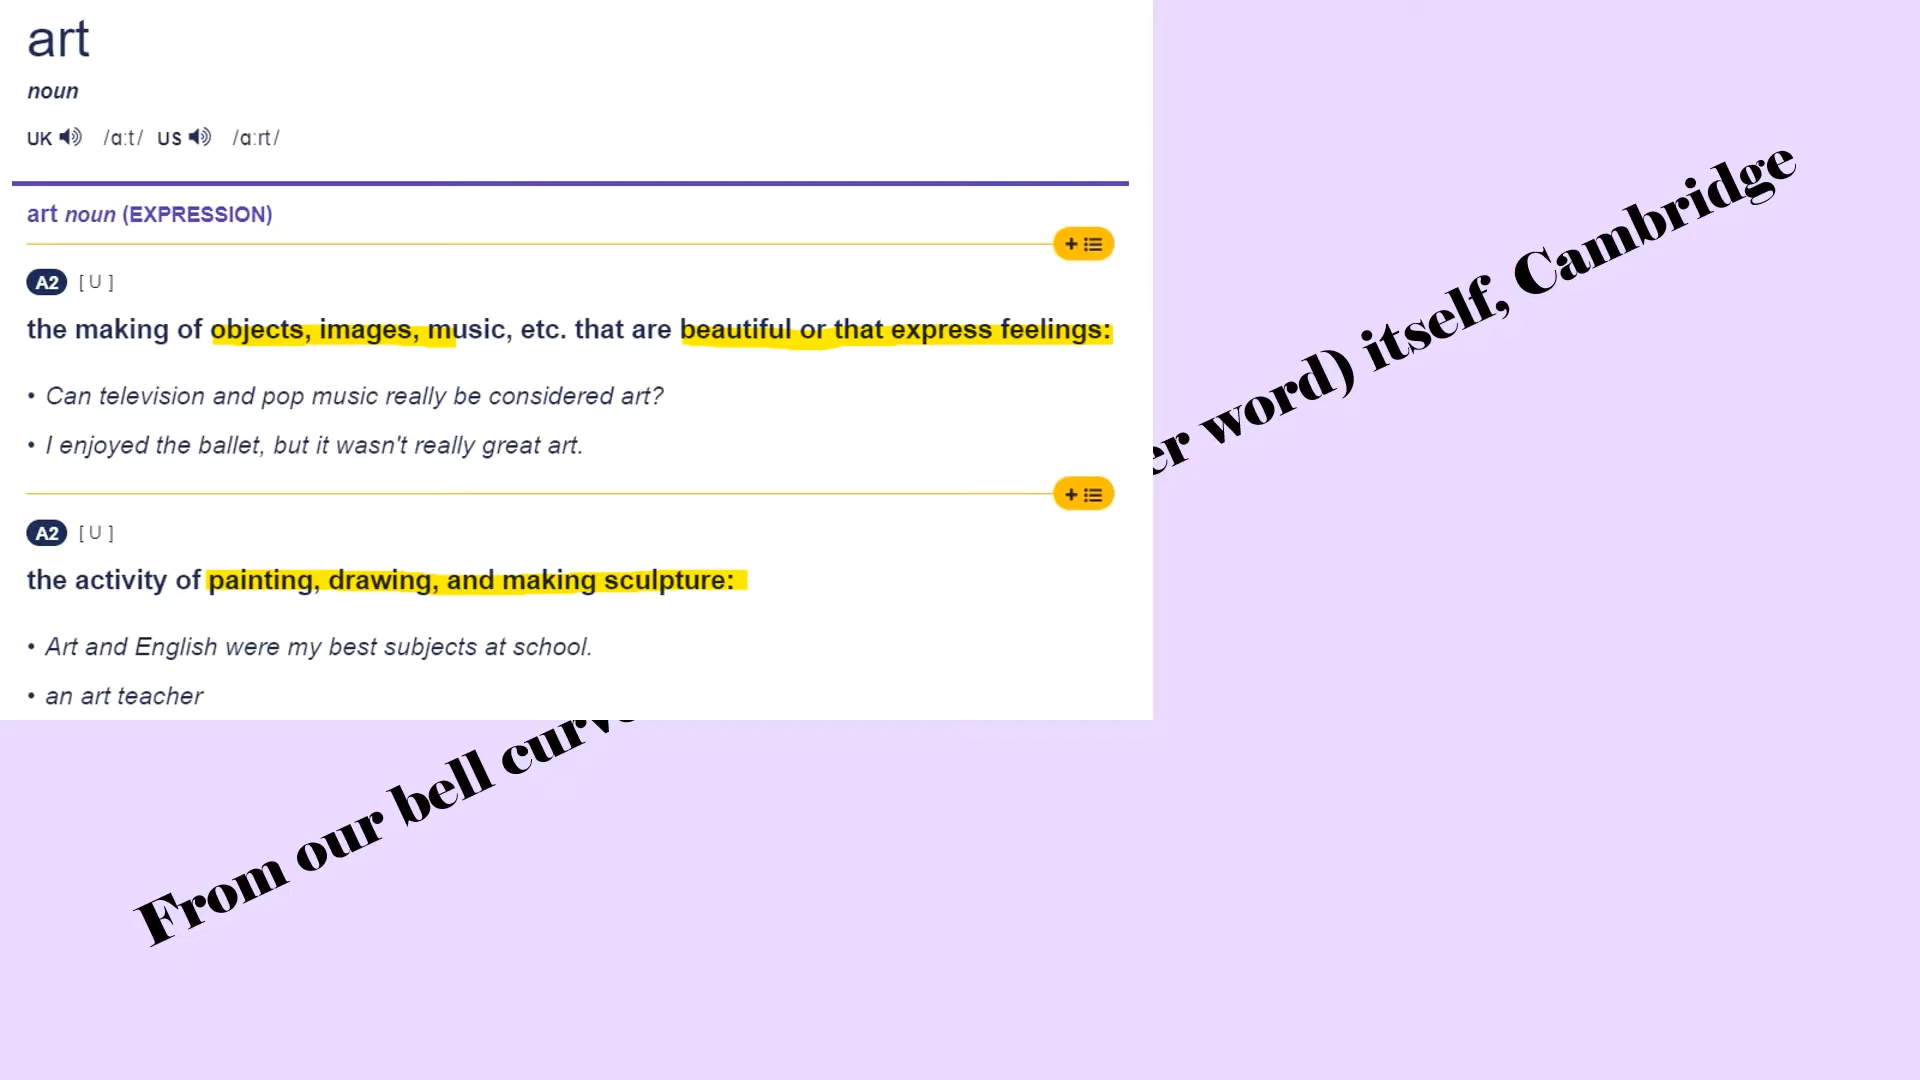 art
noun
UK /ɑːt/ US /ɑːrt/
art noun (EXPRESSION)
A2 [ U ]
the making of objects, images, music, etc. that are beautiful or that express feelings:
• Can television and pop music really be considered art?
• I enjoyed the ballet, but it wasn't really great art.
A2 [ U ]
the activity of painting, drawing, and making sculpture:
• Art and English were my best subjects at school.
• an art teacher
From our bell word) itself, Cambridge